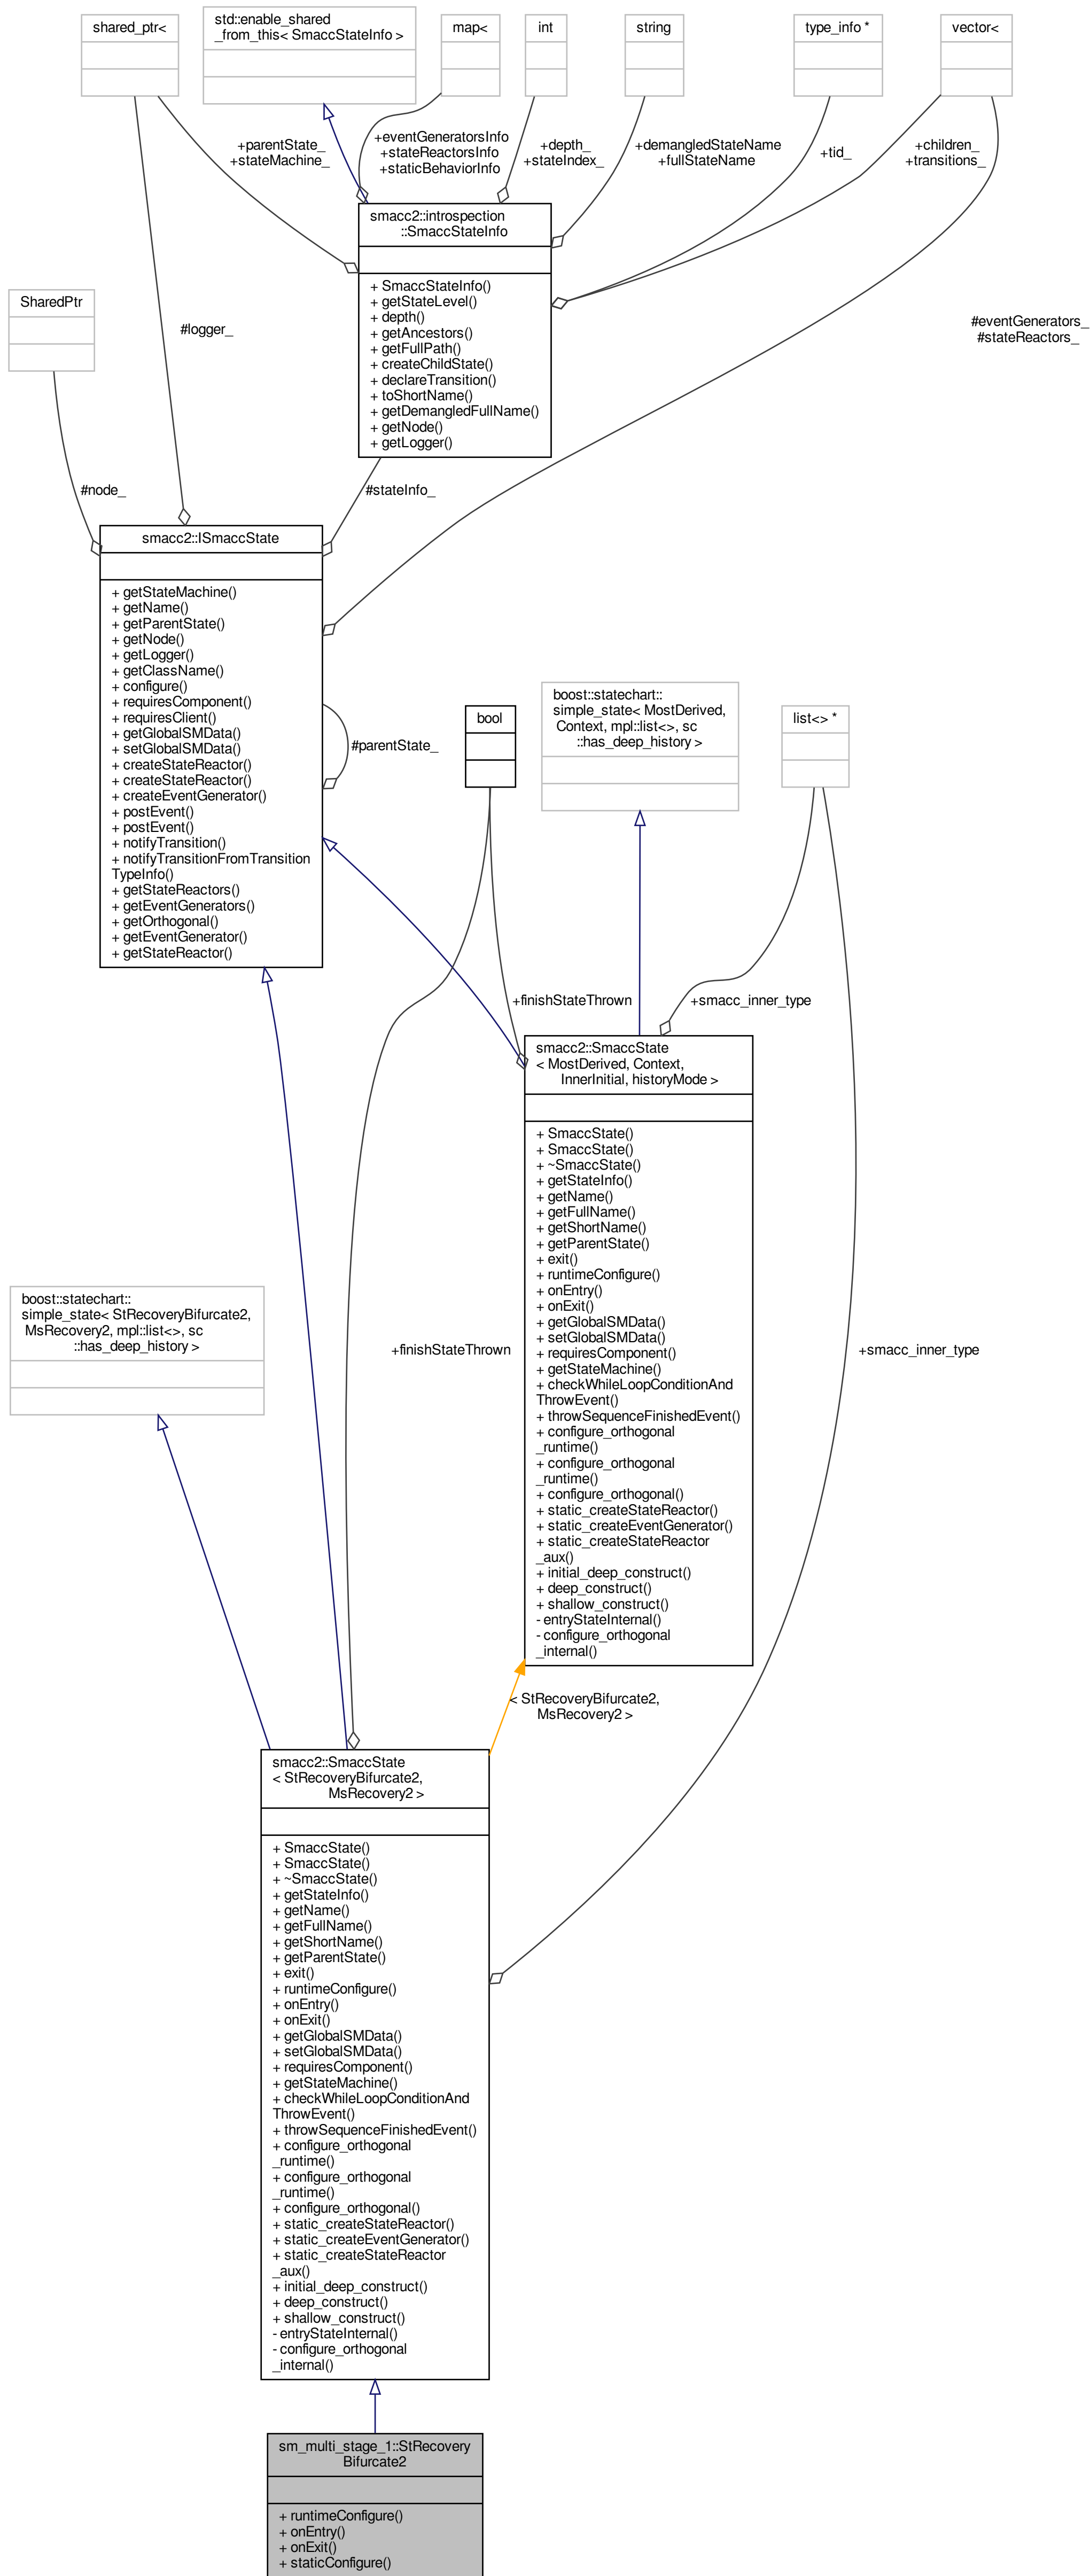 shared_ptr<
std::enable_shared
_from_this< SmaccStateInfo >
map<
int
string
type_info *
vector<
+parentState_
+stateMachine_
+eventGeneratorsInfo
+stateReactorsInfo
+staticBehaviorInfo
+depth_
+stateIndex_
+demangledStateName
+fullStateName
+tid_
+children_
+transitions_
smacc2::introspection
::SmaccStateInfo
+ SmaccStateInfo()
+ getStateLevel()
+ depth()
+ getAncestors()
+ getFullPath()
+ createChildState()
+ declareTransition()
+ toShortName()
+ getDemangledFullName()
+ getNode()
+ getLogger()
SharedPtr
#logger_
#eventGenerators_
#stateReactors_
#node_
#stateInfo_
smacc2::ISmaccState
+ getStateMachine()
+ getName()
+ getParentState()
+ getNode()
+ getLogger()
+ getClassName()
+ configure()
+ requiresComponent()
+ requiresClient()
+ getGlobalSMData()
+ setGlobalSMData()
+ createStateReactor()
+ createStateReactor()
+ createEventGenerator()
+ postEvent()
+ postEvent()
+ notifyTransition()
+ notifyTransitionFromTransition
TypeInfo()
+ getStateReactors()
+ getEventGenerators()
+ getOrthogonal()
+ getEventGenerator()
+ getStateReactor()
#parentState_
bool
boost::statechart::
simple_state< MostDerived,
Context, mpl::list<>, sc
::has_deep_history >
list<> *
+finishStateThrown
+smacc_inner_type
smacc2::SmaccState
< MostDerived, Context,
InnerInitial, historyMode >
+ SmaccState()
+ SmaccState()
+ ~SmaccState()
+ getStateInfo()
+ getName()
+ getFullName()
+ getShortName()
+ getParentState()
+ exit()
+ runtimeConfigure()
+ onEntry()
+ onExit()
+ getGlobalSMData()
+ setGlobalSMData()
+ requiresComponent()
+ getStateMachine()
+ checkWhileLoopConditionAnd
ThrowEvent()
+ throwSequenceFinishedEvent()
+ configure_orthogonal
_runtime()
+ configure_orthogonal
_runtime()
+ configure_orthogonal()
+ static_createStateReactor()
+ static_createEventGenerator()
+ static_createStateReactor
_aux()
+ initial_deep_construct()
+ deep_construct()
+ shallow_construct()
- entryStateInternal()
- configure_orthogonal
_internal()
boost::statechart::
simple_state< StRecoveryBifurcate2,
MsRecovery2, mpl::list<>, sc
::has_deep_history >
+finishStateThrown
+smacc_inner_type
< StRecoveryBifurcate2,
MsRecovery2 >
smacc2::SmaccState
< StRecoveryBifurcate2,
MsRecovery2 >
+ SmaccState()
+ SmaccState()
+ ~SmaccState()
+ getStateInfo()
+ getName()
+ getFullName()
+ getShortName()
+ getParentState()
+ exit()
+ runtimeConfigure()
+ onEntry()
+ onExit()
+ getGlobalSMData()
+ setGlobalSMData()
+ requiresComponent()
+ getStateMachine()
+ checkWhileLoopConditionAnd
ThrowEvent()
+ throwSequenceFinishedEvent()
+ configure_orthogonal
_runtime()
+ configure_orthogonal
_runtime()
+ configure_orthogonal()
+ static_createStateReactor()
+ static_createEventGenerator()
+ static_createStateReactor
_aux()
+ initial_deep_construct()
+ deep_construct()
+ shallow_construct()
- entryStateInternal()
- configure_orthogonal
_internal()
sm_multi_stage_1::StRecovery
Bifurcate2
+ runtimeConfigure()
+ onEntry()
+ onExit()
+ staticConfigure()